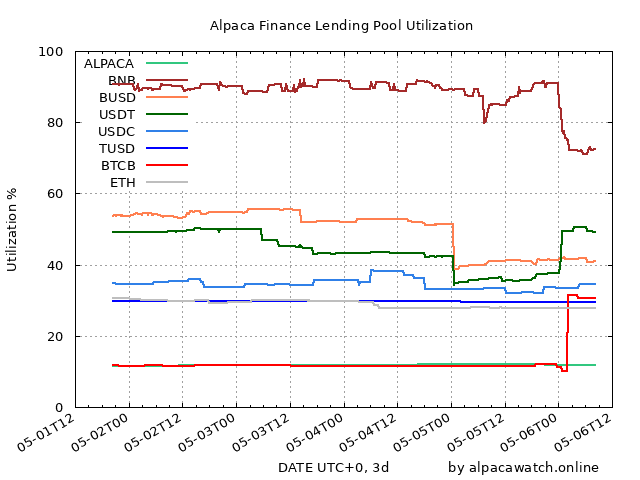 Alpaca Finance Lending Pool Utilization
100
80
60
40
20
0
Utilization %
ALPACA
BNB
BUSD
USDT
USDC
TUSD
BTCB
ETH
05-01T12
05-02T00
05-02T12
05-03T00
05-03T12
05-04T00
05-04T12
05-05T00
05-05T12
05-06T00
05-06T12
DATE UTC+0, 3d
by alpacawatch.online